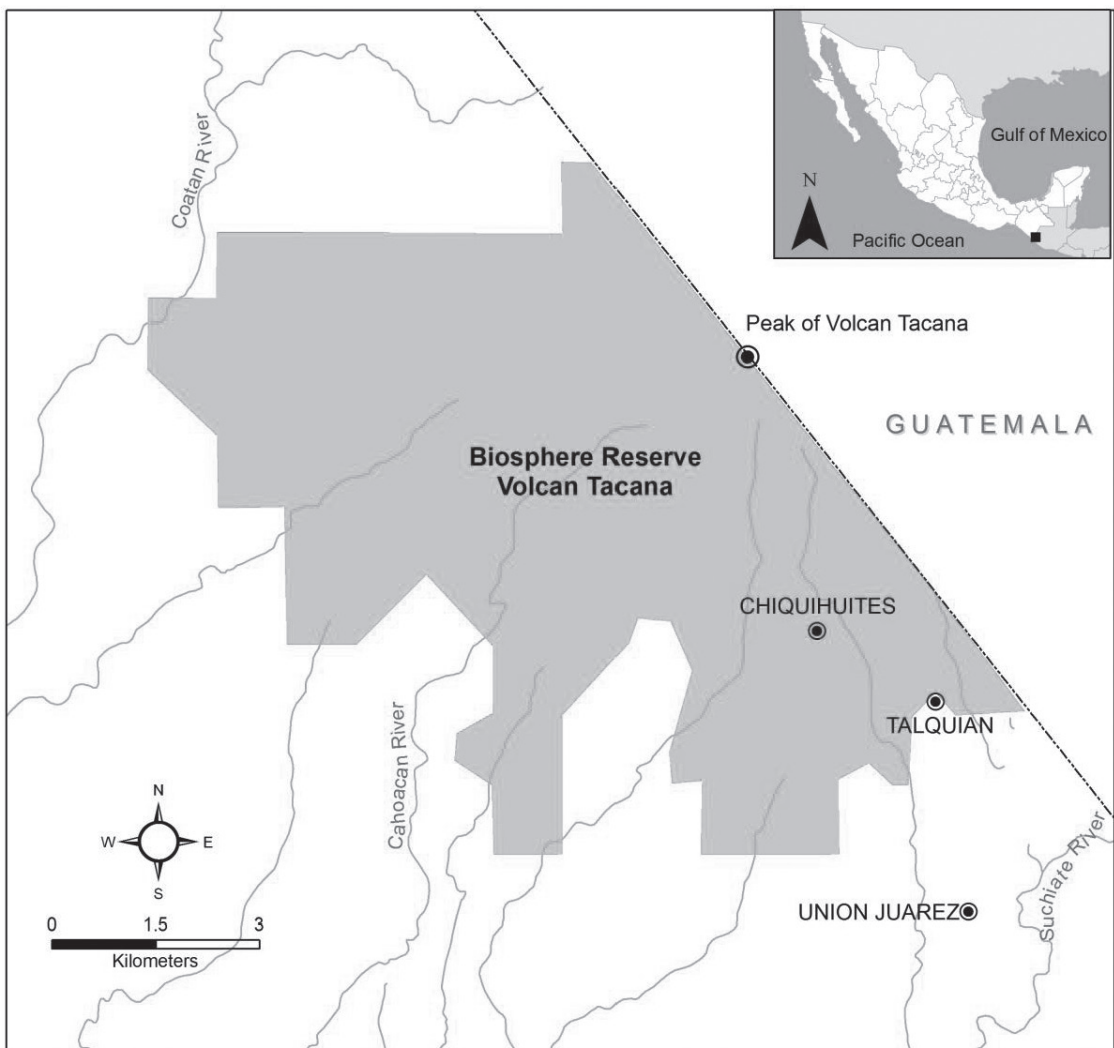 Gulf of Mexico
N
Pacific Ocean
Coatan River
Peak of Volcan Tacana
GUATEMALA
Biosphere Reserve
Volcan Tacana
CHIQUIHUITES
TALQUIAN
Cahoacan River
N
W
E
S
Suchiate River
UNION JUAREZ
0
1.5
3
Kilometers